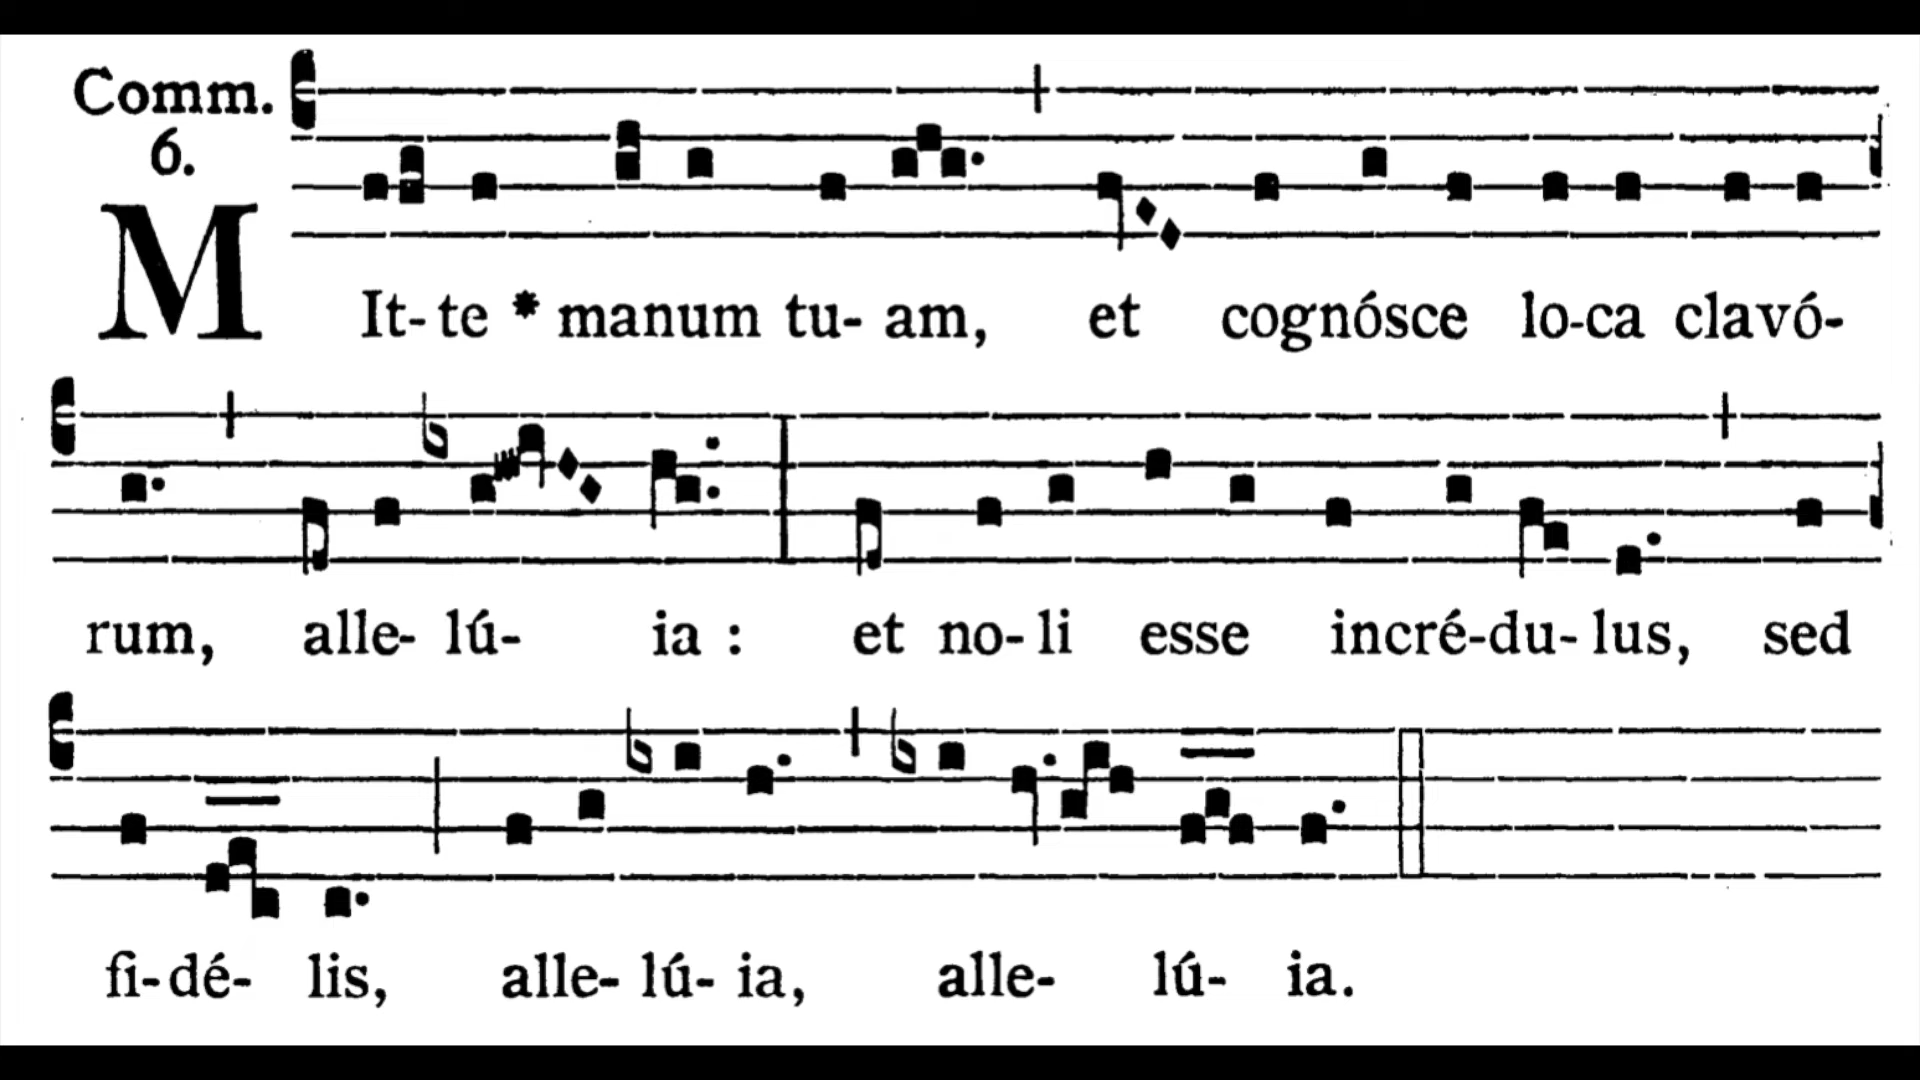 Comm.
6.
MIt-te * manum tu- am, et cognósce lo-ca clavó-
rum, alle- lú- ia : et no- li esse incré-du- lus, sed
fi-dé- lis, alle- lú- ia, alle- lú- ia.